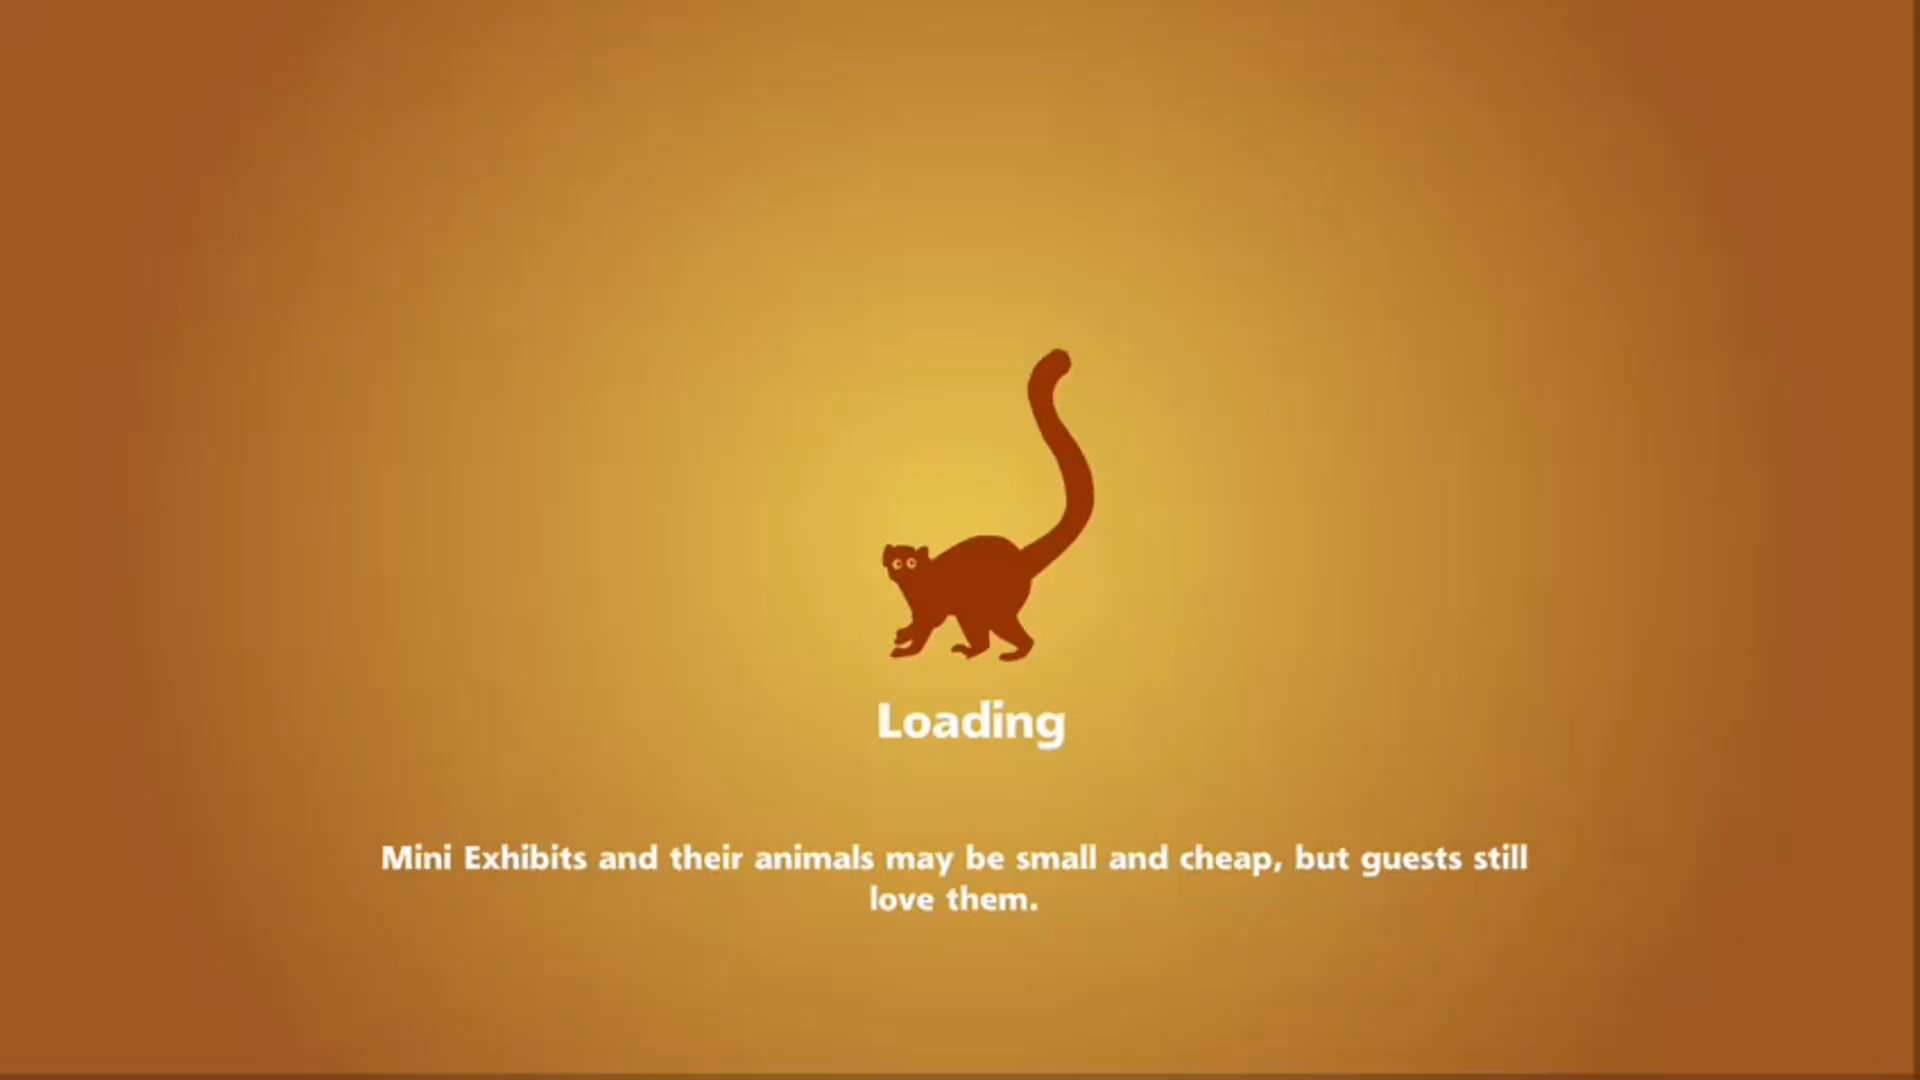 Loading
Mini Exhibits and their animals may be small and cheap, but guests still
love them.